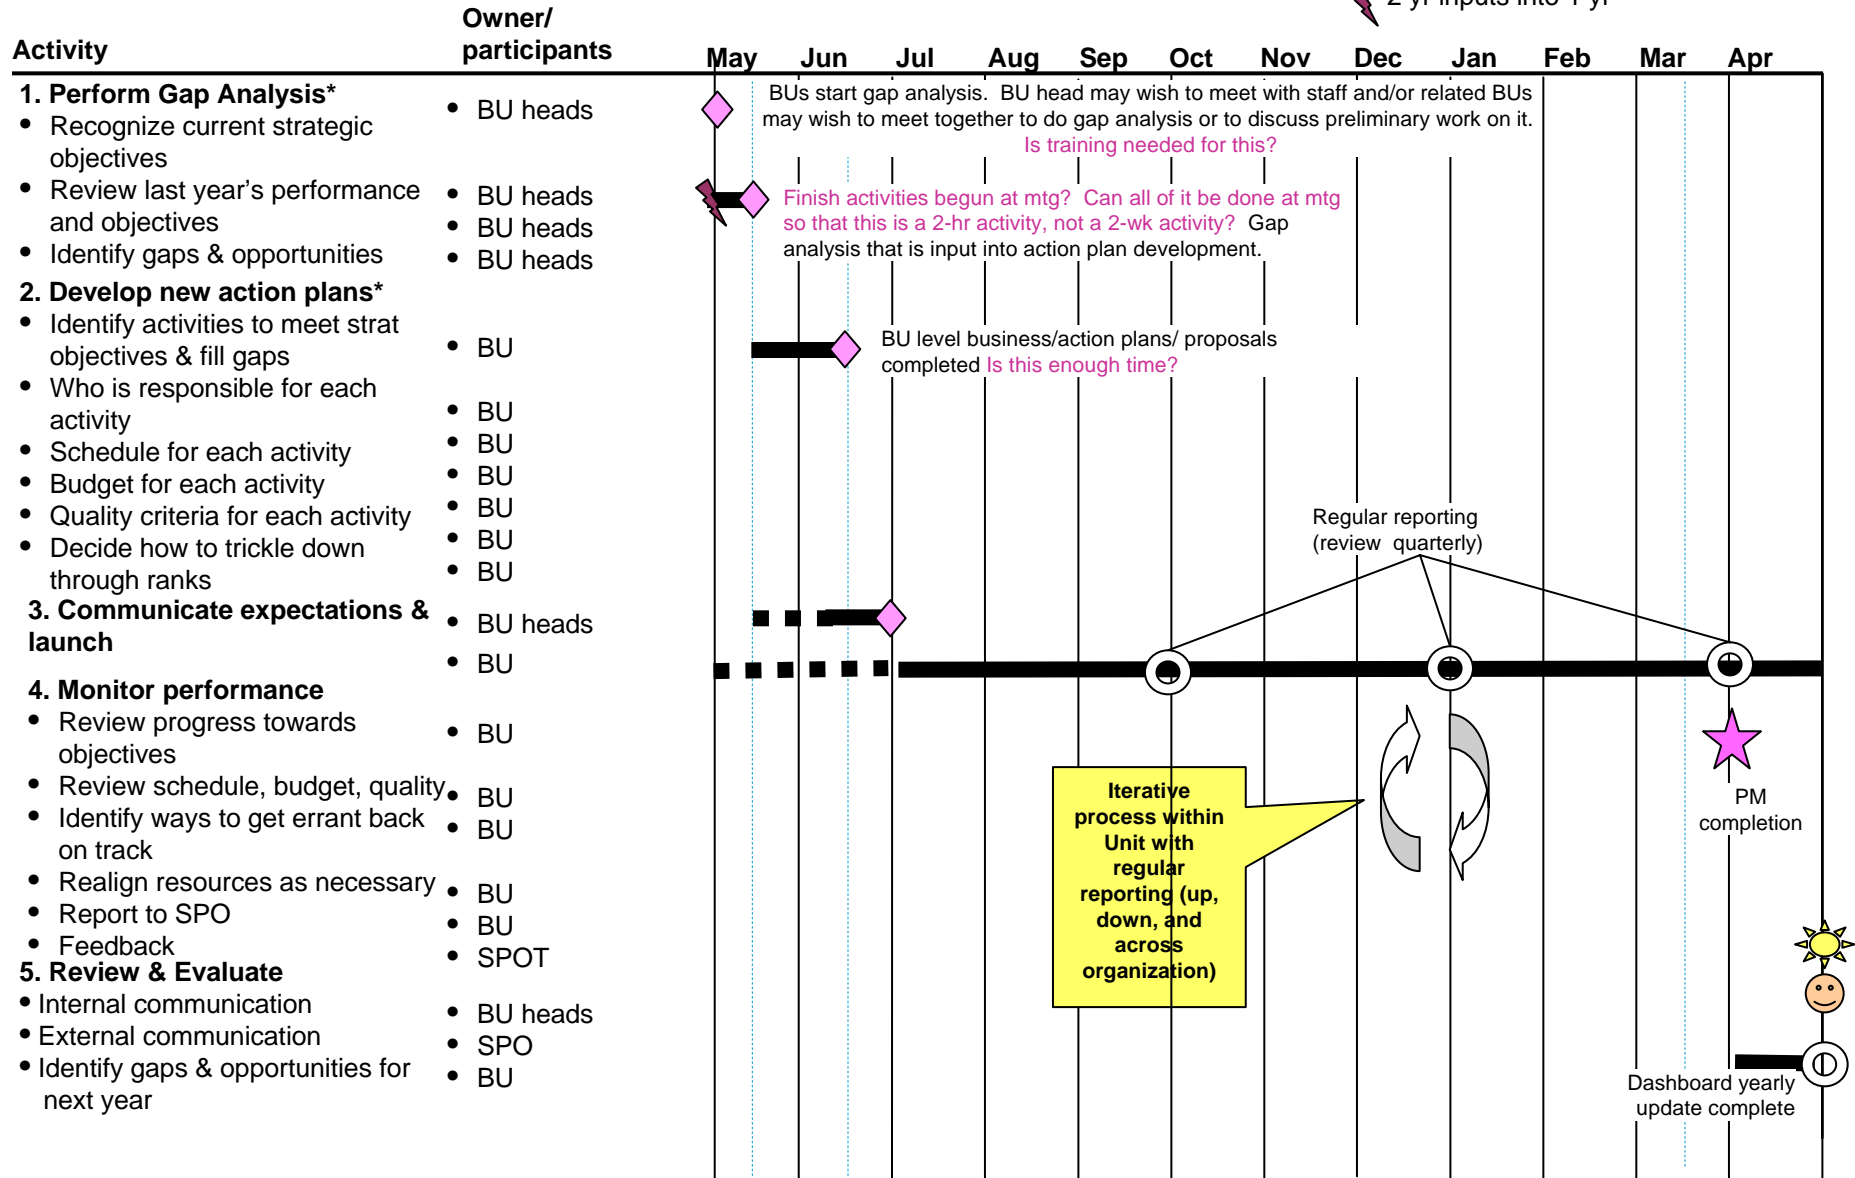 2 yr inputs into 1 yr
Owner/
participants
Activity
May Jun Jul Aug Sep Oct Nov Dec Jan Feb Mar Apr
1. Perform Gap Analysis*
• Recognize current strategic
objectives
• Review last year's performance
and objectives
• Identify gaps & opportunities
2. Develop new action plans*
• Identify activities to meet strat
objectives & fill gaps
• Who is responsible for each
activity
• Schedule for each activity
• Budget for each activity
• Quality criteria for each activity
• Decide how to trickle down
through ranks
3. Communicate expectations &
launch
4. Monitor performance
• Review progress towards
objectives
• Review schedule, budget, quality
• Identify ways to get errant back
on track
• Realign resources as necessary
• Report to SPO
• Feedback
5. Review & Evaluate
• Internal communication
• External communication
• Identify gaps & opportunities for
next year
• BU heads
• BU heads
• BU heads
• BU heads
• BU
• BU
• BU
• BU
• BU
• BU
• BU
• BU heads
• BU
• BU
• BU
• BU
• BU
• BU
• SPOT
• BU heads
• SPO
• BU
BUs start gap analysis. BU head may wish to meet with staff and/or related BUs
may wish to meet together to do gap analysis or to discuss preliminary work on it.
Is training needed for this?
Finish activities begun at mtg? Can all of it be done at mtg
so that this is a 2-hr activity, not a 2-wk activity? Gap
analysis that is input into action plan development.
BU level business/action plans/ proposals
completed Is this enough time?
Regular reporting
(review quarterly)
Iterative
process within
Unit with
regular
reporting (up,
down, and
across
organization)
PM
completion
Dashboard yearly
update complete